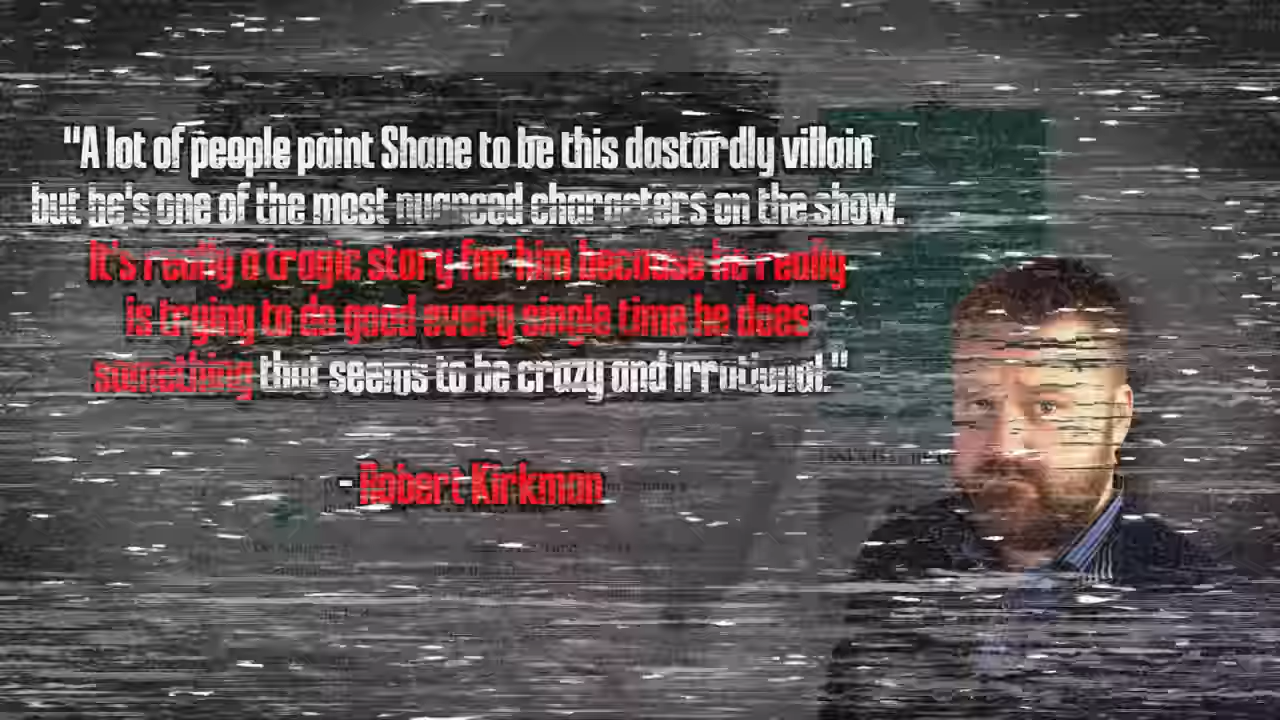 "A lot of people paint Shane to be this dastardly villain
but he's one of the most nuanced characters on the show.
It's really a tragic story for him because he really
is trying to do good every single time he does
something that seems to be crazy and irrational."
- Robert Kirkman